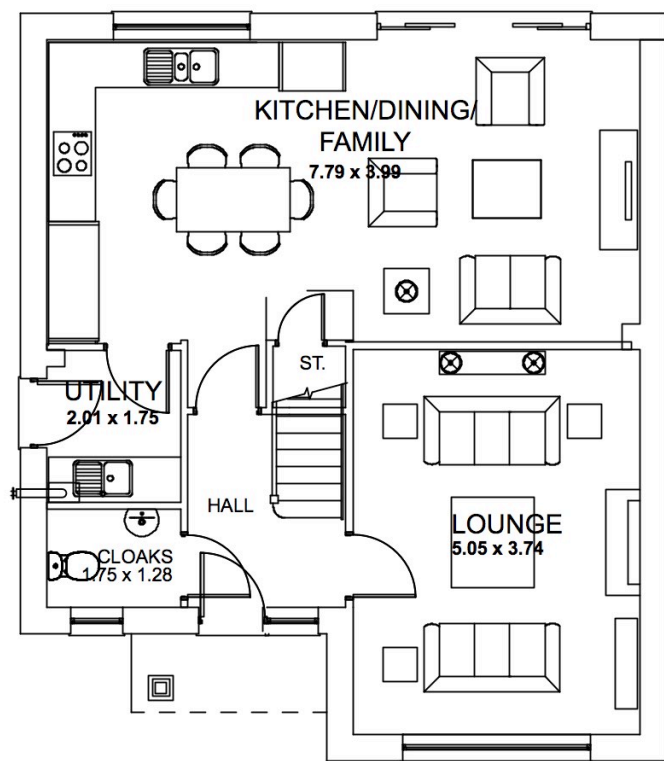 KITCHEN/DINING/
FAMILY
7.79 x 3.99
ST.
UTILITY
2.01 x 1.75
HALL
LOUNGE
5.05 x 3.74
CLOAKS
1.75 x 1.28